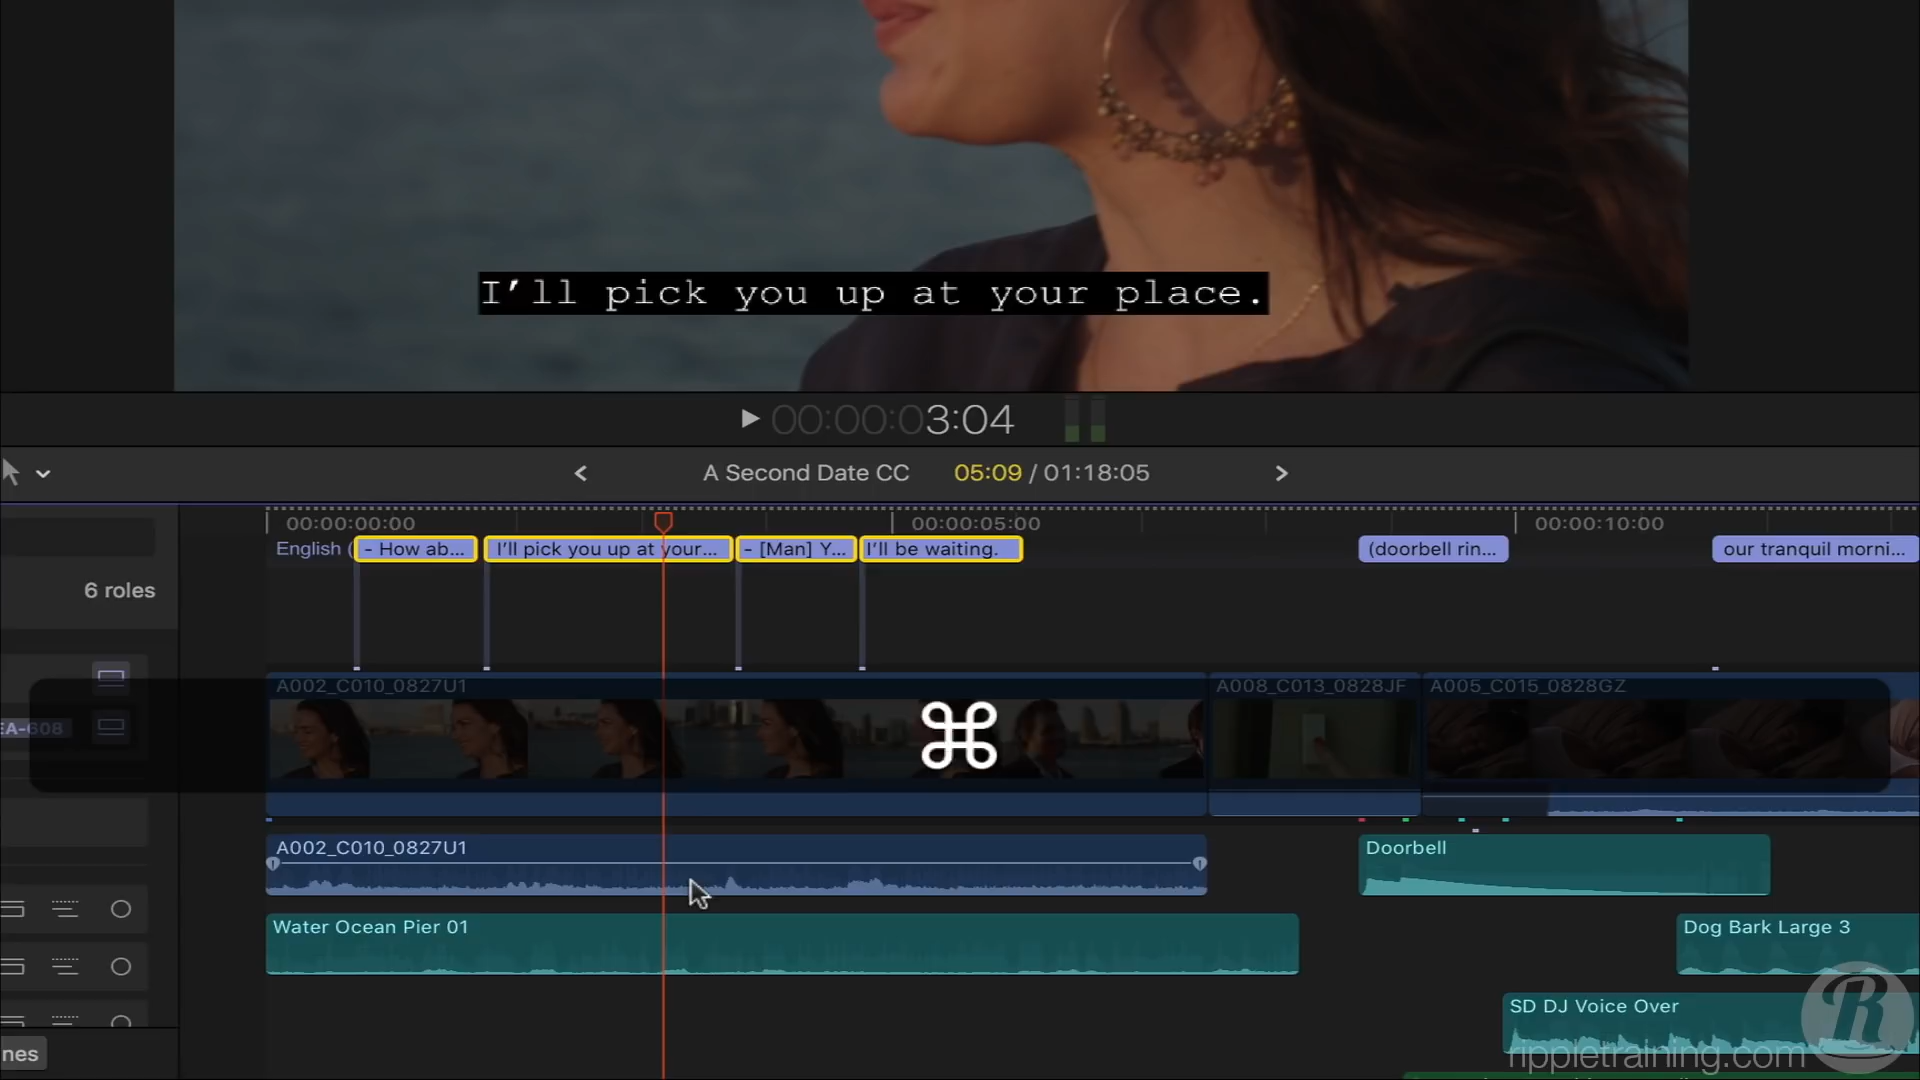 I’ll pick you up at your place.
00:00:03:04
A Second Date CC 05:09 / 01:18:05
00:00:00:00 00:00:05:00 00:00:10:00
English ( - How ab... I’ll pick you up at your... - [Man] Y... I’ll be waiting. (doorbell rin... our tranquil morni...
6 roles
A002_C010_0827U1 A008_C013_0828JF A005_C015_0828GZ
EA-608
⌘
A002_C010_0827U1 Doorbell
Water Ocean Pier 01 Dog Bark Large 3
SD DJ Voice Over
R
nes rippletraining.com